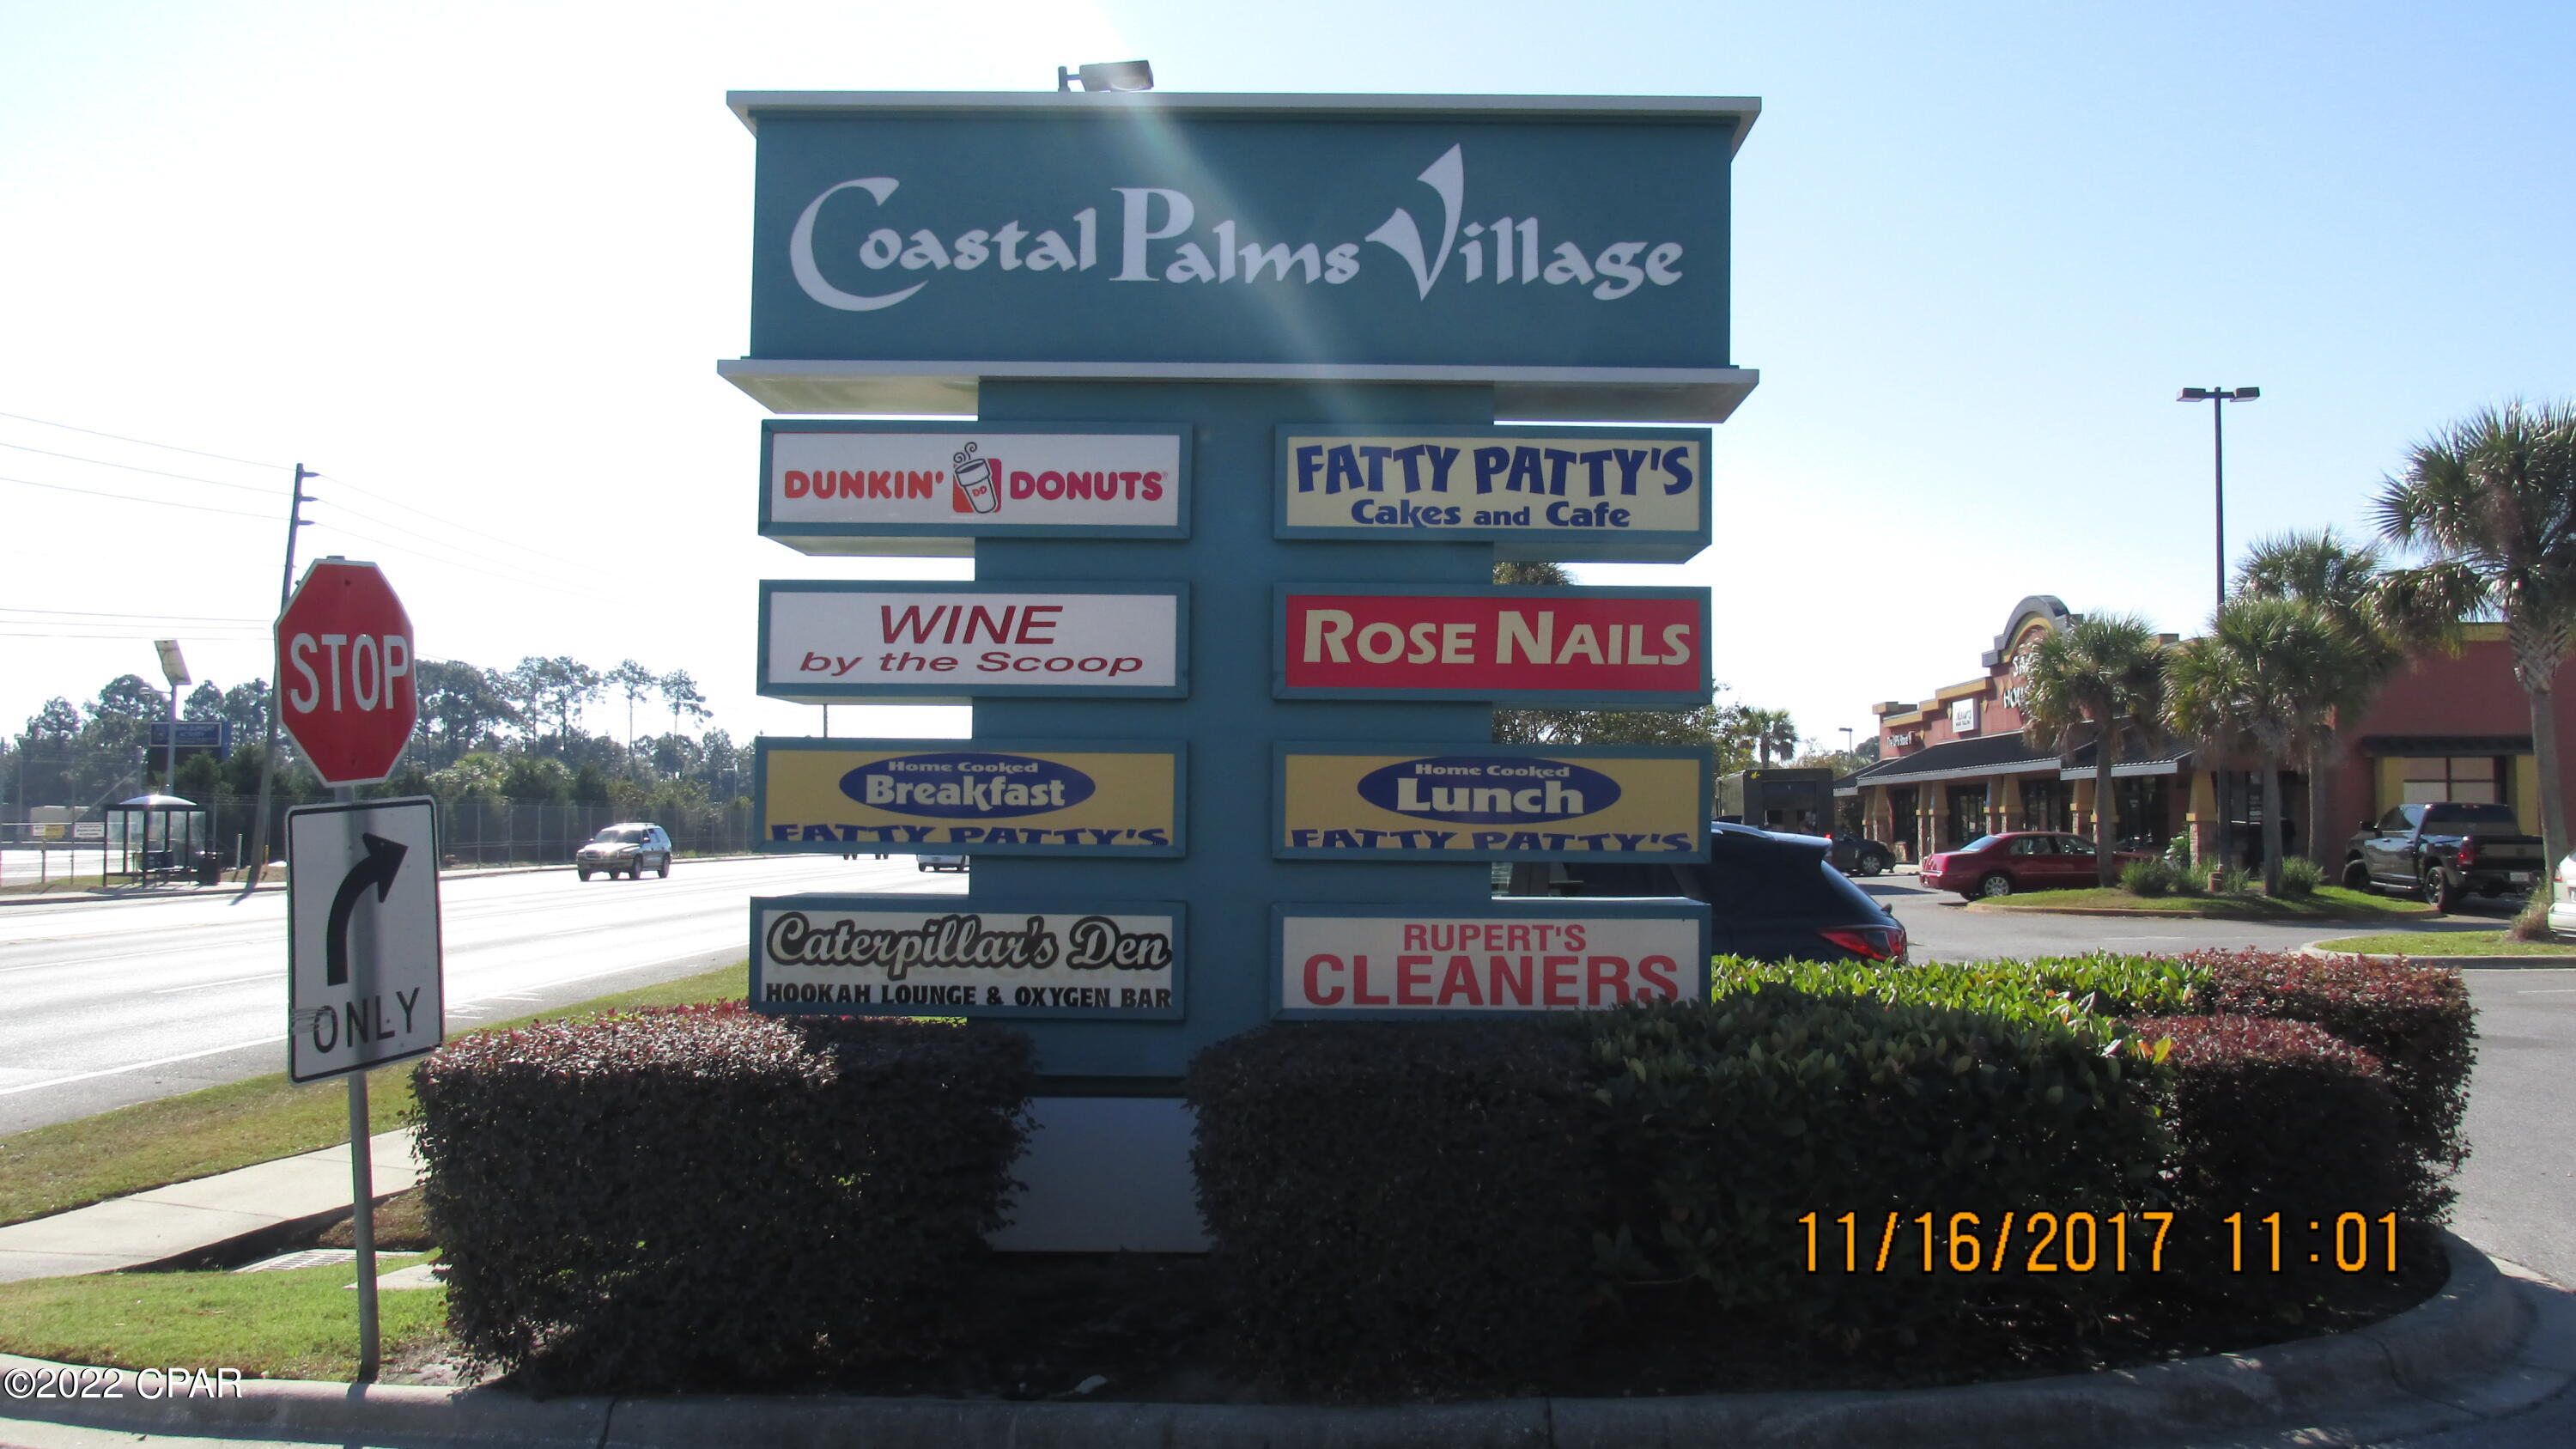 Coastal Palms Village
DUNKIN' DD DONUTS
FATTY PATTY'S
Cakes and Cafe
WINE
by the Scoop
ROSE NAILS
Home Cooked
Breakfast
FATTY PATTY'S
Home Cooked
Lunch
FATTY PATTY'S
Caterpillar's Den
HOOKAH LOUNGE & OXYGEN BAR
RUPERT'S
CLEANERS
STOP
ONLY
11/16/2017 11:01
©2022 CPAR